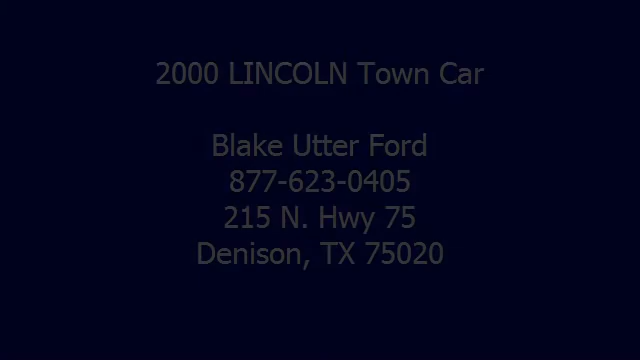 2000 LINCOLN Town Car
Blake Utter Ford
877-623-0405
215 N. Hwy 75
Denison, TX 75020